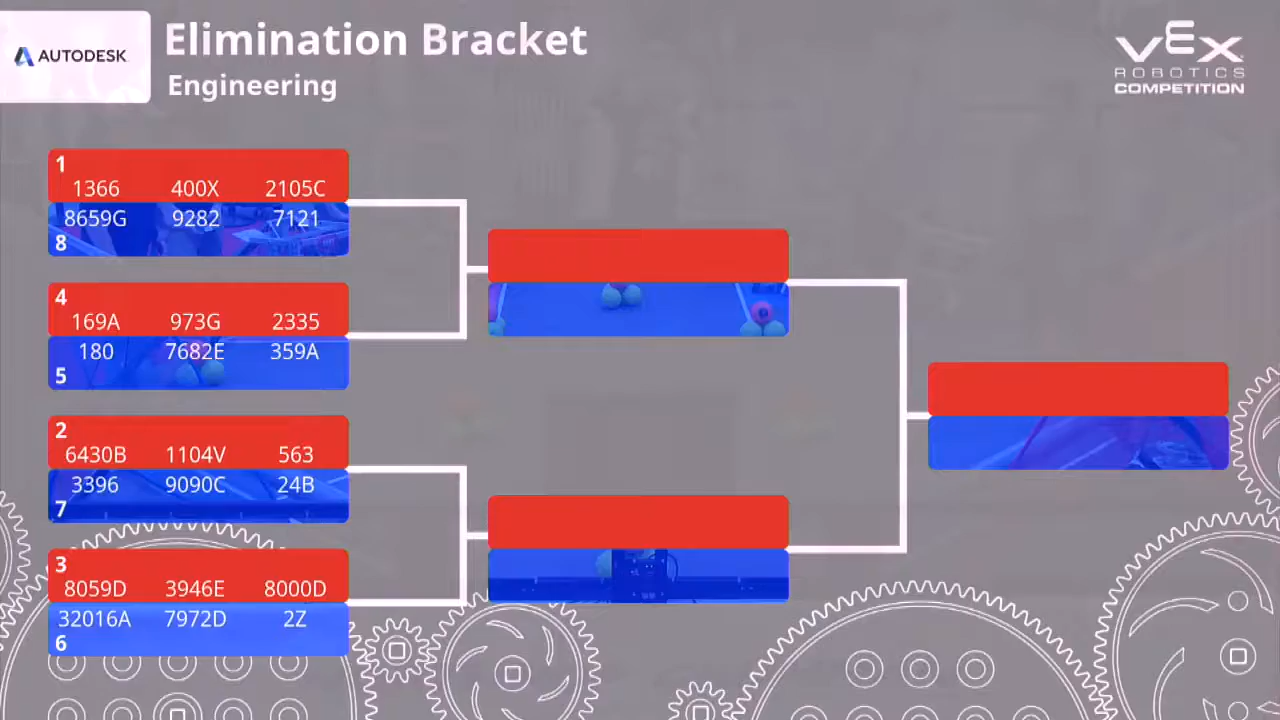 AUTODESK
Elimination Bracket
Engineering
VEX
ROBOTICS
COMPETITION
1
1366 400X 2105C
8659G 9282 7121
8
4
169A 973G 2335
180 7682E 359A
5
2
6430B 1104V 563
3396 9090C 24B
7
3
8059D 3946E 8000D
32016A 7972D 2Z
6